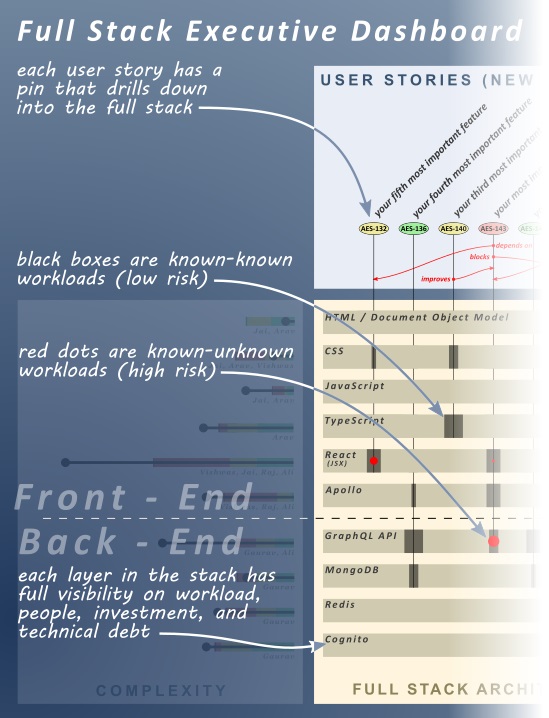 Full Stack Executive Dashboard
each user story has a
pin that drills down
into the full stack
USER STORIES (NEW
your fifth most important feature
your fourth most important feature
your third most important
your most
AES-132
AES-136
AES-140
AES-143
depends on
blocks
improves
black boxes are known-known
workloads (low risk)
red dots are known-unknown
workloads (high risk)
HTML / Document Object Model
CSS
JavaScript
TypeScript
React
(JSX)
Apollo
Front - End
Back - End
GraphQL API
MongoDB
Redis
Cognito
each layer in the stack has
full visibility on workload,
people, investment, and
technical debt
COMPLEXITY
FULL STACK ARCHI